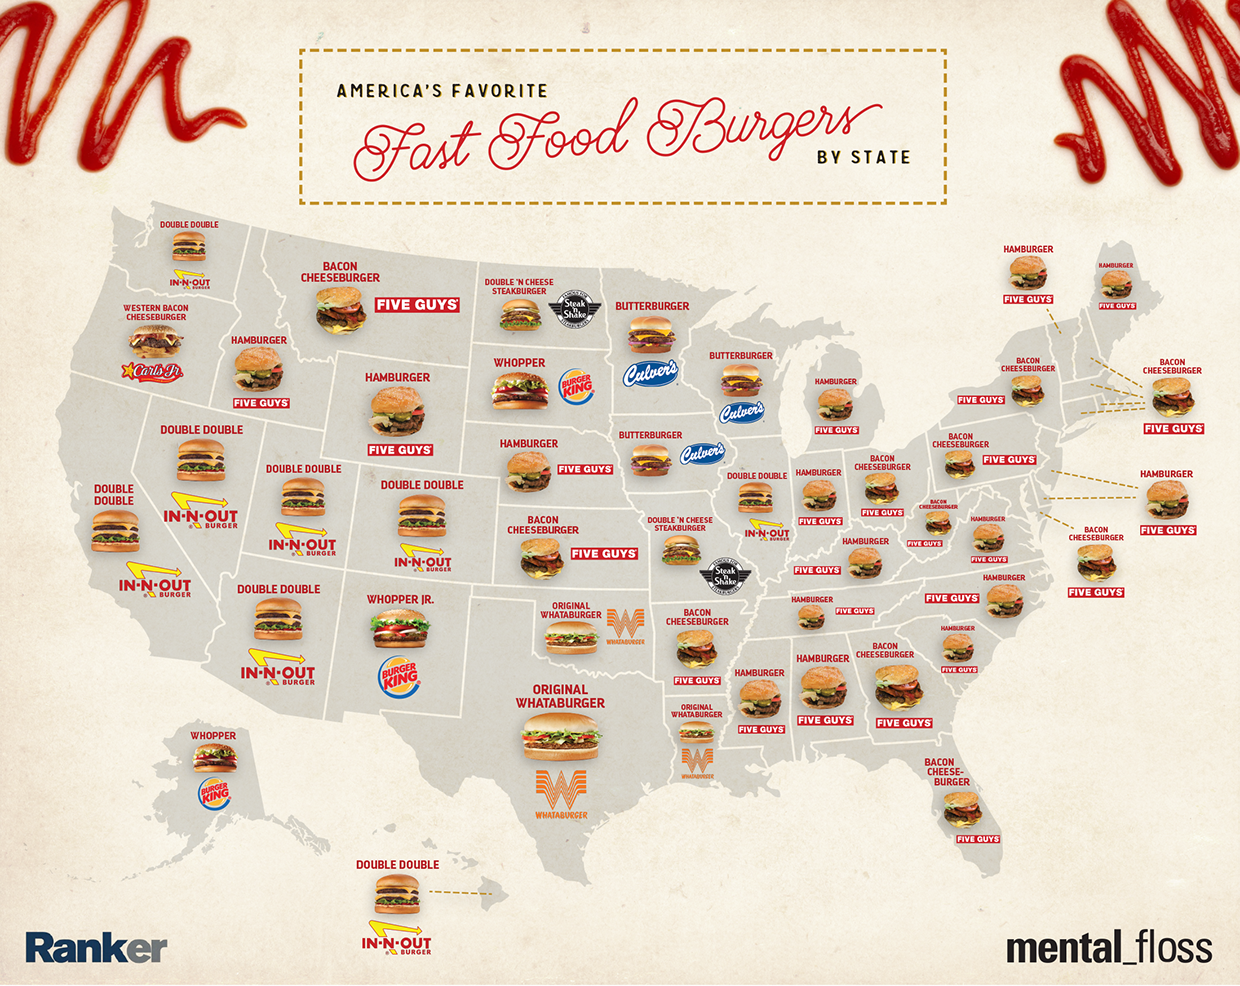 AMERICA'S FAVORITE
Fast Food Burgers
BY STATE
DOUBLE DOUBLE
IN-N-OUT
BURGER
WESTERN BACON
CHEESEBURGER
Carl's Jr.
HAMBURGER
FIVE GUYS
BACON
CHEESEBURGER
FIVE GUYS
DOUBLE 'N CHEESE
STEAKBURGER
Steak
'n
Shake
BUTTERBURGER
Culver's
HAMBURGER
FIVE GUYS
WHOPPER
BURGER
KING
BUTTERBURGER
Culver's
HAMBURGER
FIVE GUYS
HAMBURGER
FIVE GUYS
HAMBURGER
FIVE GUYS
BACON
CHEESEBURGER
FIVE GUYS
BACON
CHEESEBURGER
FIVE GUYS
DOUBLE DOUBLE
IN-N-OUT
BURGER
DOUBLE
DOUBLE
IN-N-OUT
BURGER
DOUBLE DOUBLE
IN-N-OUT
BURGER
DOUBLE DOUBLE
IN-N-OUT
BURGER
HAMBURGER
FIVE GUYS
BUTTERBURGER
Culver's
DOUBLE DOUBLE
IN-N-OUT
BURGER
HAMBURGER
FIVE GUYS
BACON
CHEESEBURGER
FIVE GUYS
BACON
CHEESEBURGER
FIVE GUYS
HAMBURGER
FIVE GUYS
BACON
CHEESEBURGER
FIVE GUYS
DOUBLE 'N CHEESE
STEAKBURGER
Steak
'n
Shake
HAMBURGER
FIVE GUYS
BACON
CHEESEBURGER
FIVE GUYS
HAMBURGER
FIVE GUYS
BACON
CHEESEBURGER
FIVE GUYS
DOUBLE DOUBLE
IN-N-OUT
BURGER
WHOPPER JR.
BURGER
KING
ORIGINAL
WHATABURGER
WHATABURGER
BACON
CHEESEBURGER
FIVE GUYS
HAMBURGER
FIVE GUYS
HAMBURGER
FIVE GUYS
HAMBURGER
FIVE GUYS
ORIGINAL
WHATABURGER
WHATABURGER
ORIGINAL
WHATABURGER
WHATABURGER
HAMBURGER
FIVE GUYS
HAMBURGER
FIVE GUYS
BACON
CHEESEBURGER
FIVE GUYS
BACON
CHEESE-
BURGER
FIVE GUYS
WHOPPER
BURGER
KING
DOUBLE DOUBLE
IN-N-OUT
BURGER
Ranker
mental_floss